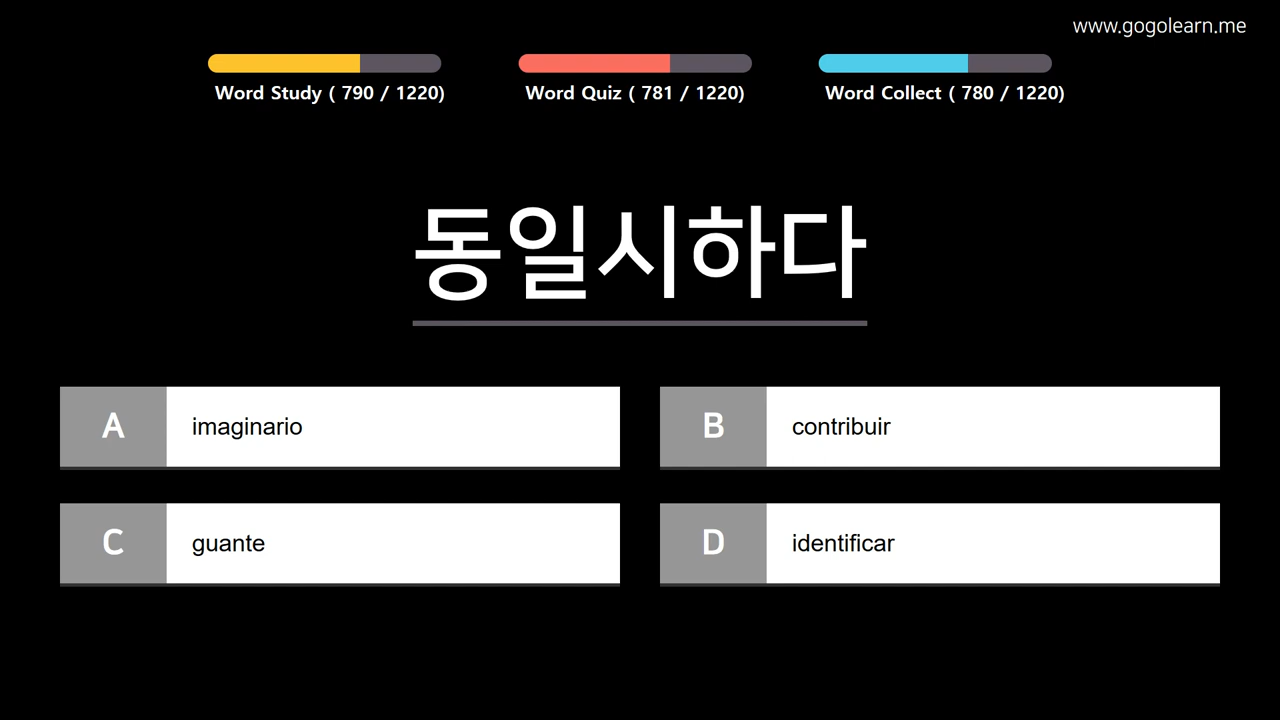 www.gogolearn.me
Word Study ( 790 / 1220)
Word Quiz ( 781 / 1220)
Word Collect ( 780 / 1220)
동일시하다
A imaginario
B contribuir
C guante
D identificar